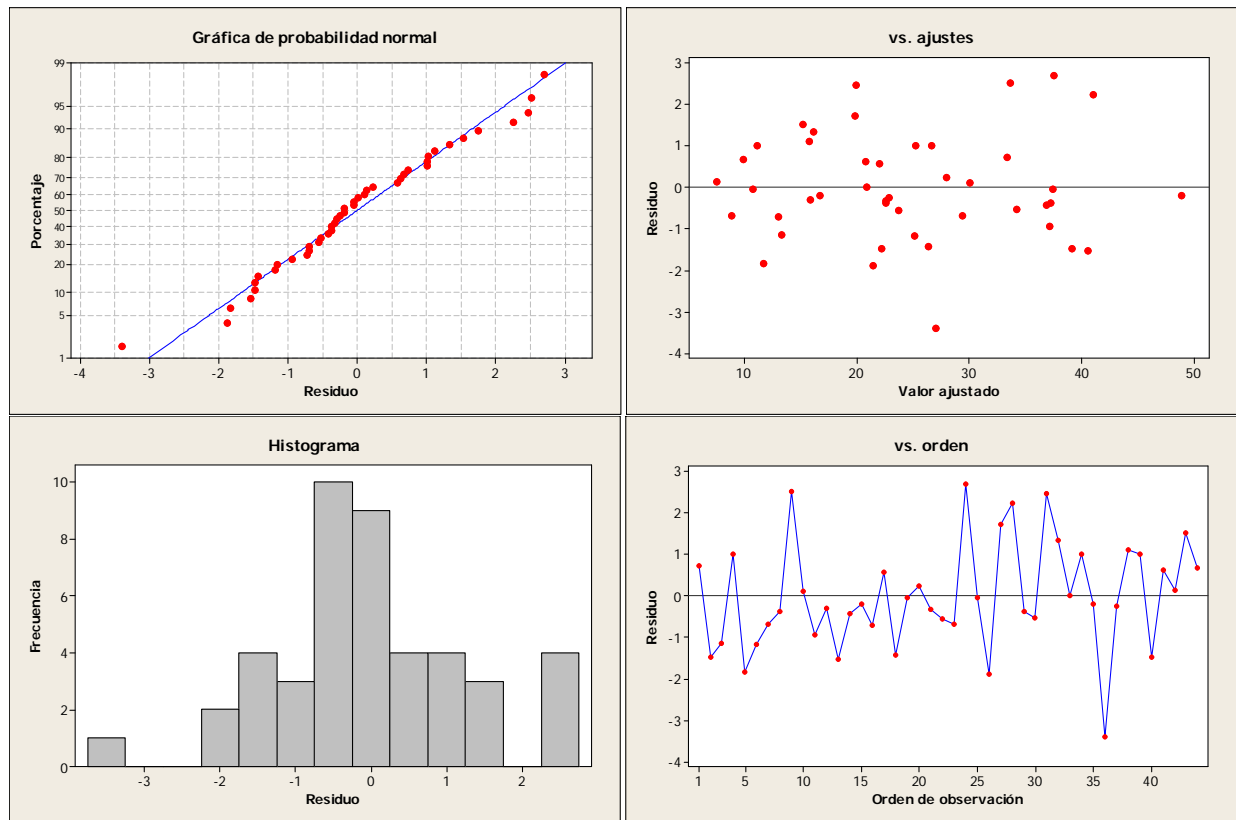 Gráfica de probabilidad normal
99
95
90
80
70
60
50
40
30
20
10
5
1
Porcentaje
-4 -3 -2 -1 0 1 2 3
Residuo
vs. ajustes
3
2
1
0
-1
-2
-3
-4
Residuo
10 20 30 40 50
Valor ajustado
Histograma
10
8
6
4
2
0
Frecuencia
-3 -2 -1 0 1 2
Residuo
vs. orden
3
2
1
0
-1
-2
-3
-4
Residuo
1 5 10 15 20 25 30 35 40
Orden de observación